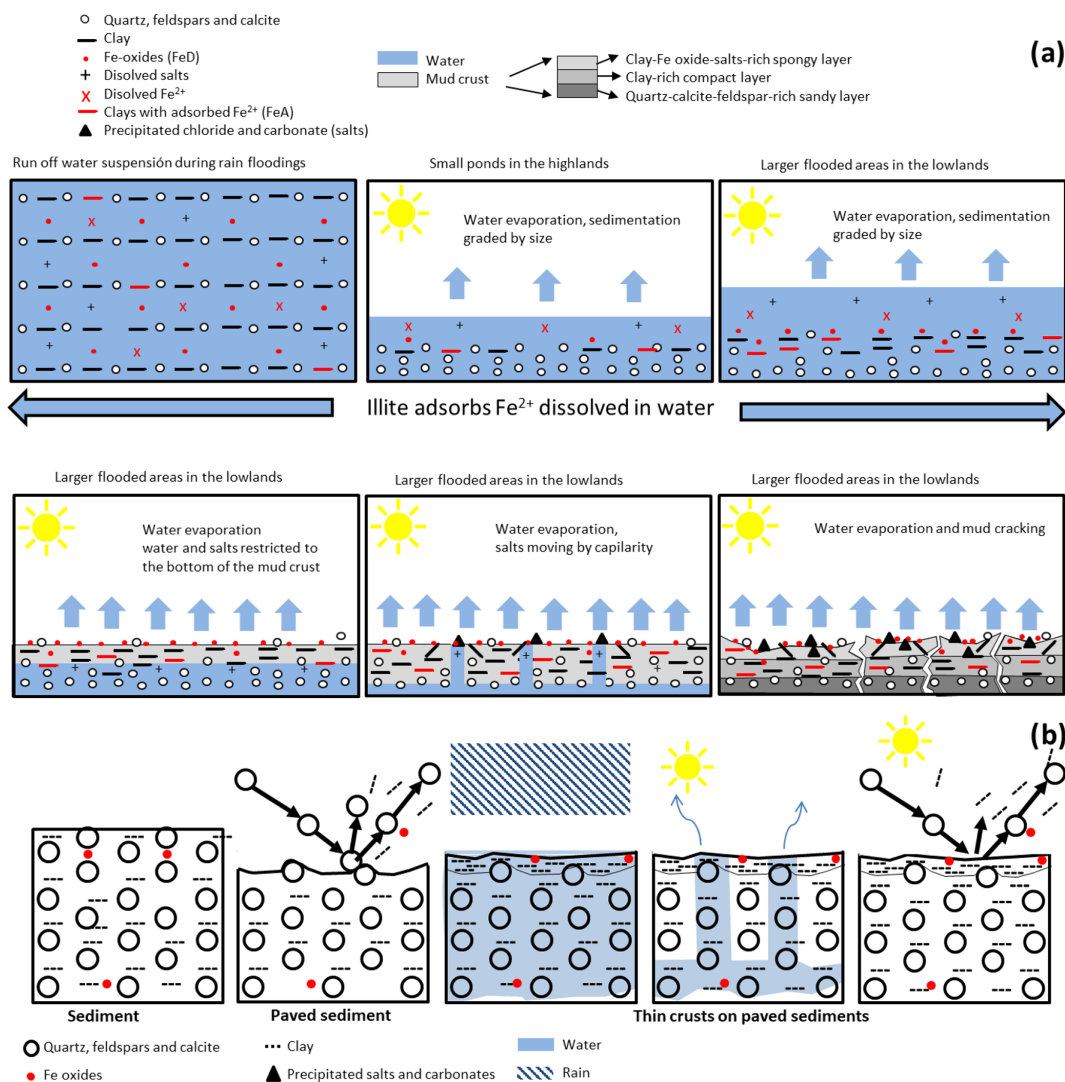 Quartz, feldspars and calcite
Clay
Fe-oxides (FeD)
Disolved salts
Disolved Fe²⁺
Clays with adsorbed Fe²⁺ (FeA)
Precipitated chloride and carbonate (salts)
Water
Mud crust
Clay-Fe oxide-salts-rich spongy layer
Clay-rich compact layer
Quartz-calcite-feldspar-rich sandy layer
(a)
Run off water suspensión during rain floodings
Small ponds in the highlands
Larger flooded areas in the lowlands
Water evaporation, sedimentation
graded by size
Water evaporation, sedimentation
graded by size
Illite adsorbs Fe²⁺ dissolved in water
Larger flooded areas in the lowlands
Larger flooded areas in the lowlands
Larger flooded areas in the lowlands
Water evaporation
water and salts restricted to
the bottom of the mud crust
Water evaporation,
salts moving by capilarity
Water evaporation and mud cracking
(b)
Sediment
Paved sediment
Thin crusts on paved sediments
Quartz, feldspars and calcite
Clay
Water
Fe oxides
Precipitated salts and carbonates
Rain